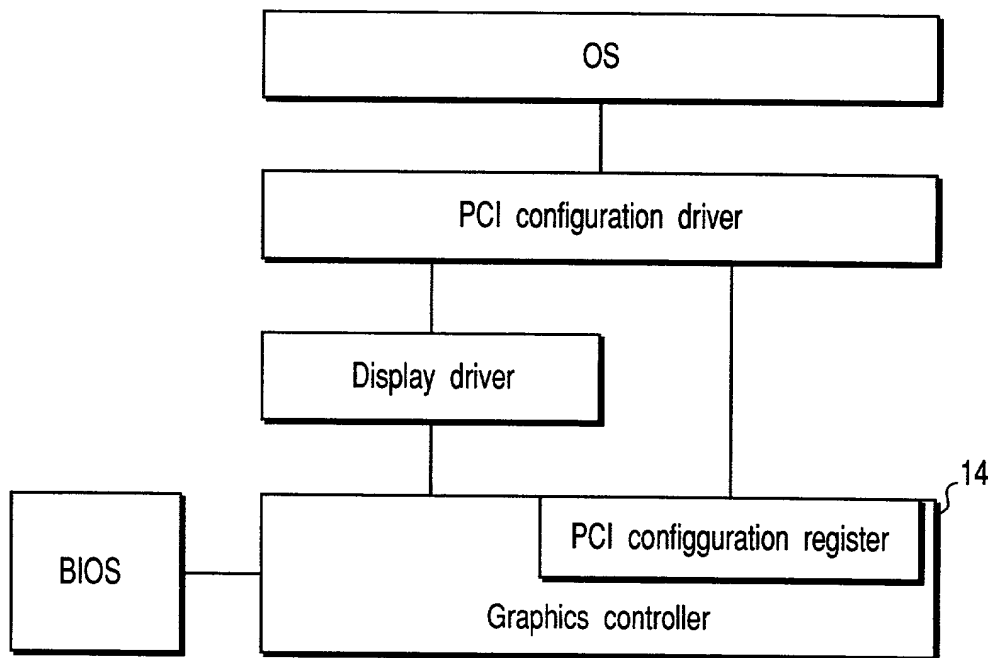 OS
PCI configuration driver
Display driver
14
PCI configguration register
BIOS
Graphics controller